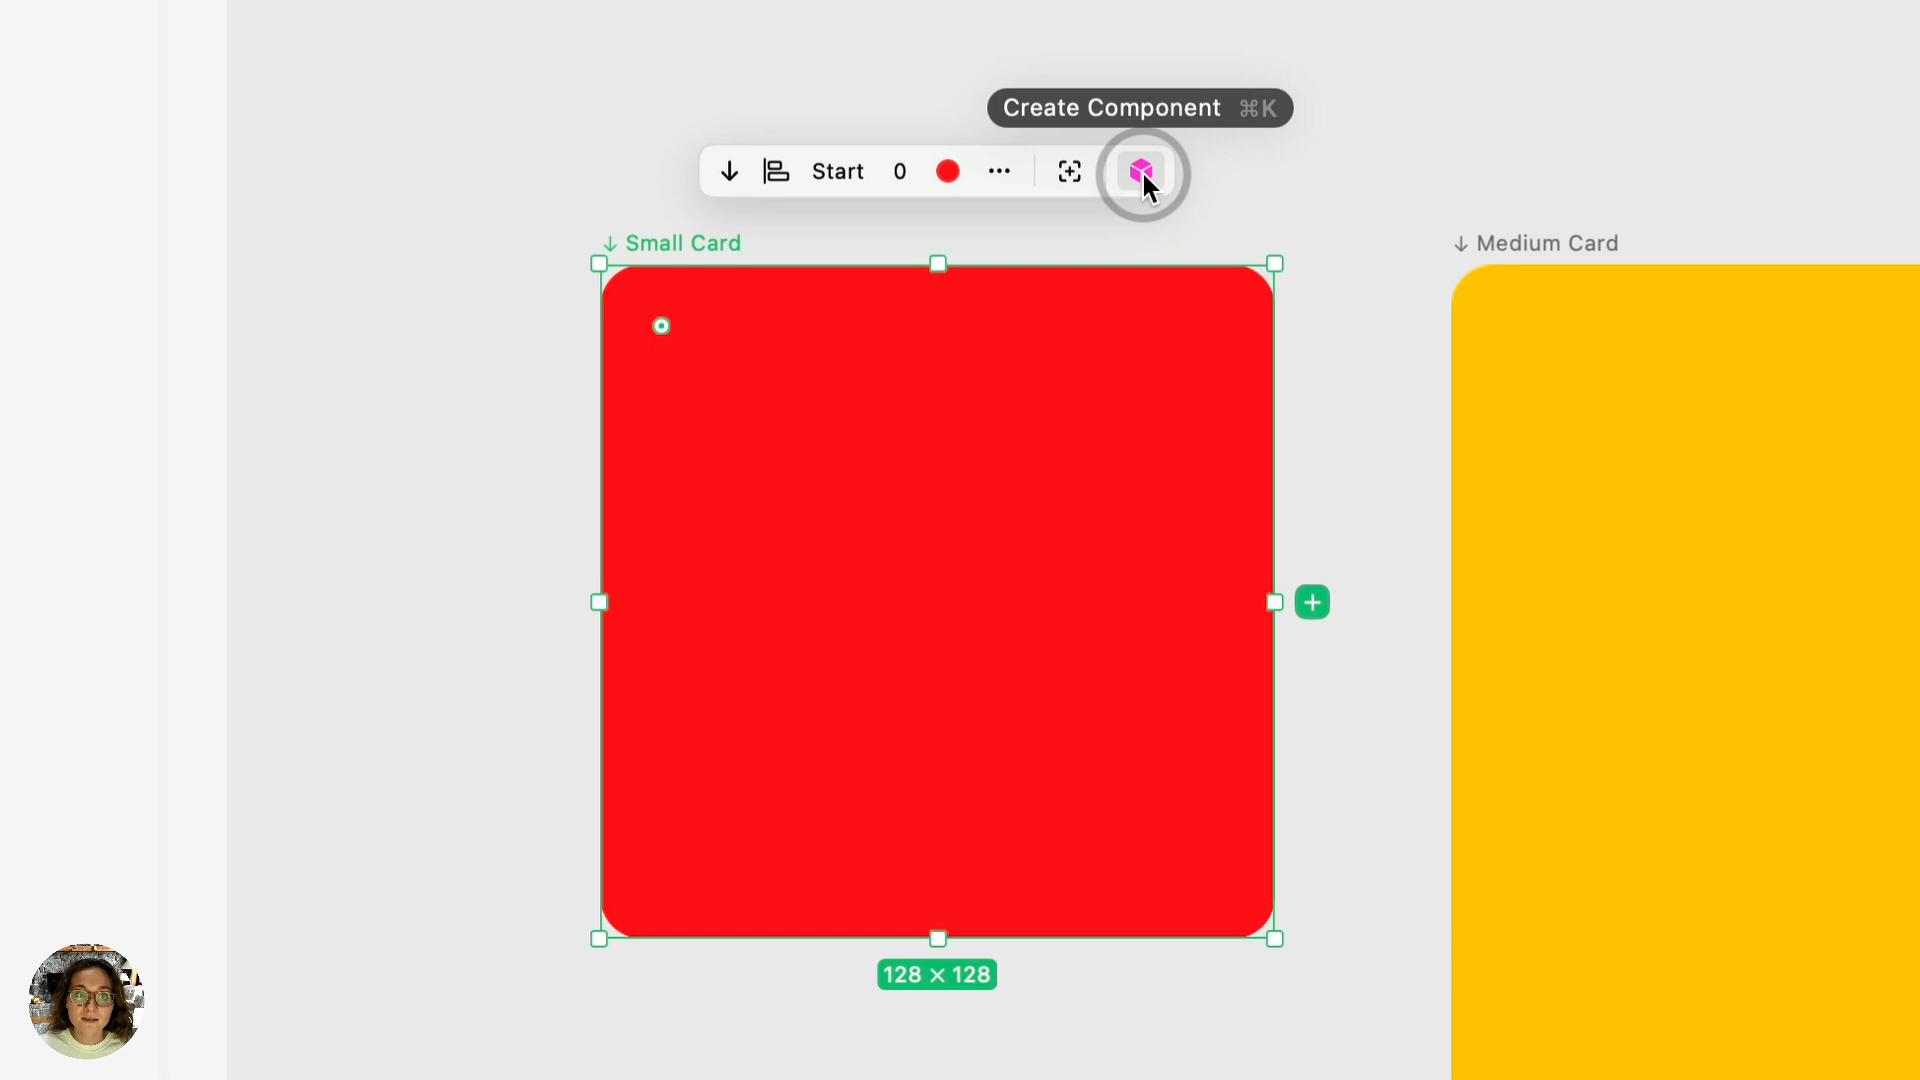 Create Component ⌘K
Start 0
↓ Small Card
↓ Medium Card
128 × 128